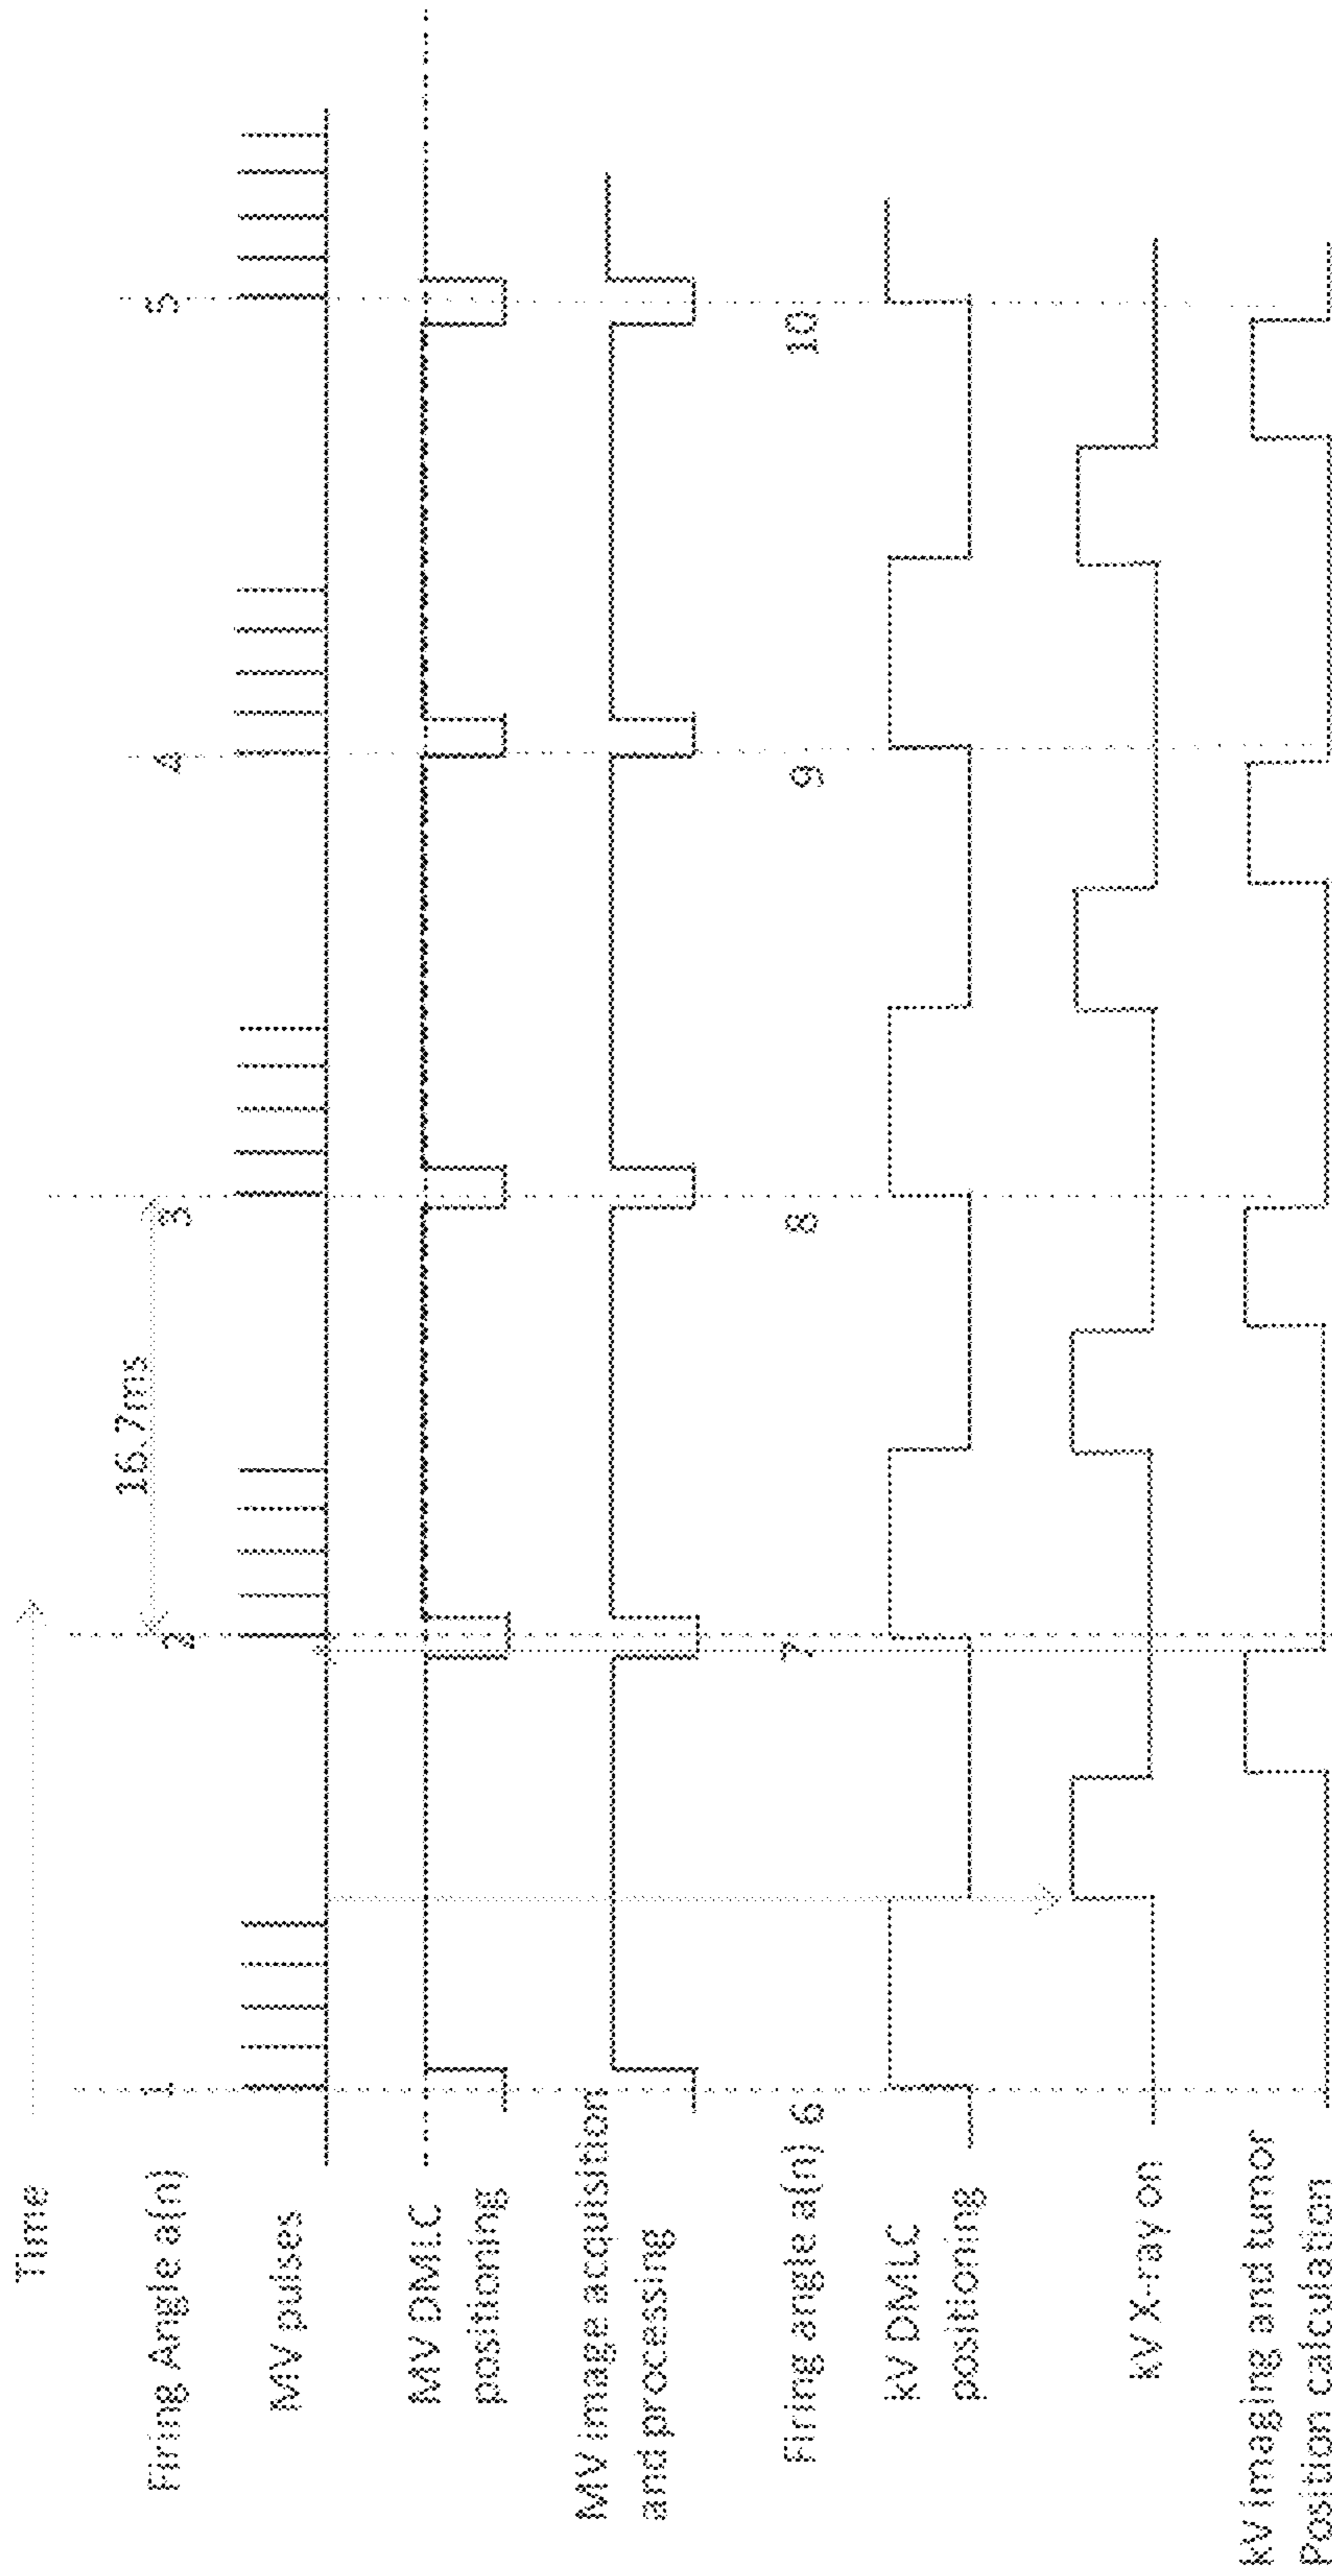 Time
Firing Angle a(n)
1
2
3
4
5
16.7ms
MV pulses
MV DMLC
positioning
MV image acquisition
and processing
Firing angle a(n) 6
7
8
9
10
kV DMLC
positioning
kV X-ray on
kV imaging and tumor
Position calculation